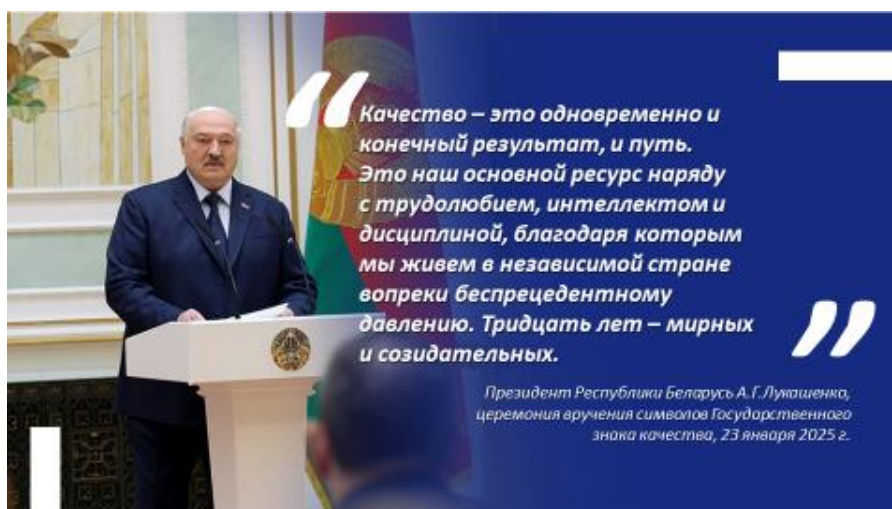 Качество – это одновременно и
конечный результат, и путь.
Это наш основной ресурс наряду
с трудолюбием, интеллектом и
дисциплиной, благодаря которым
мы живем в независимой стране
вопреки беспрецедентному
давлению. Тридцать лет – мирных
и созидательных.
Президент Республики Беларусь А.Г.Лукашенко,
церемония вручения символов Государственного
знака качества, 23 января 2025 г.